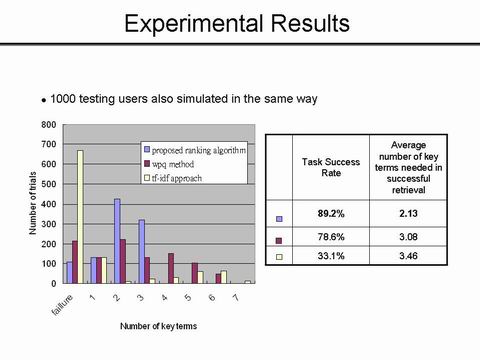 Experimental Results
• 1000 testing users also simulated in the same way
800
700
600
500
400
300
200
100
0
Number of trials
proposed ranking algorithm
wpq method
tf-idf approach
failure
1
2
3
4
5
6
7
Number of key terms
Task Success
Rate
Average
number of key
terms needed in
successful
retrieval
89.2%
2.13
78.6%
3.08
33.1%
3.46